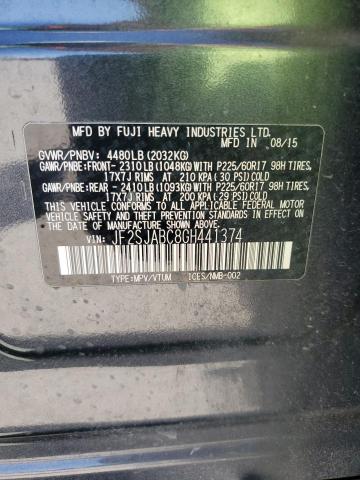 MFD BY FUJI HEAVY INDUSTRIES LTD.
MFD IN 08/15
GVWR/PNBV: 4480LB (2032KG)
GAWR/PNBE:FRONT- 2310LB (1048KG) WITH P225/60R17 98H TIRES,
17X7J RIMS AT 210 KPA (30 PSI) COLD
GAWR/PNBE:REAR - 2410LB (1093KG) WITH P225/60R17 98H TIRES,
17X7J RIMS AT 200 KPA (29 PSI) COLD
THIS VEHICLE CONFORMS TO ALL APPLICABLE
FEDERAL MOTOR VEHICLE SAFETY AND THEFT
PREVENTION STANDARDS IN EFFECT ON THE
DATE OF MANUFACTURE SHOWN ABOVE.
VIN: JF2SJABC8GH441374
TYPE:MPV/VTUM ICES/NMB-002